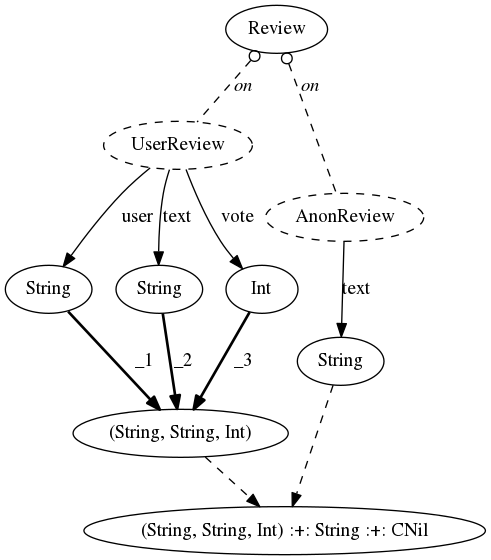 Review
on
on
UserReview
AnonReview
user
text
vote
String
String
Int
text
_1
_2
_3
String
(String, String, Int)
(String, String, Int) :+: String :+: CNil